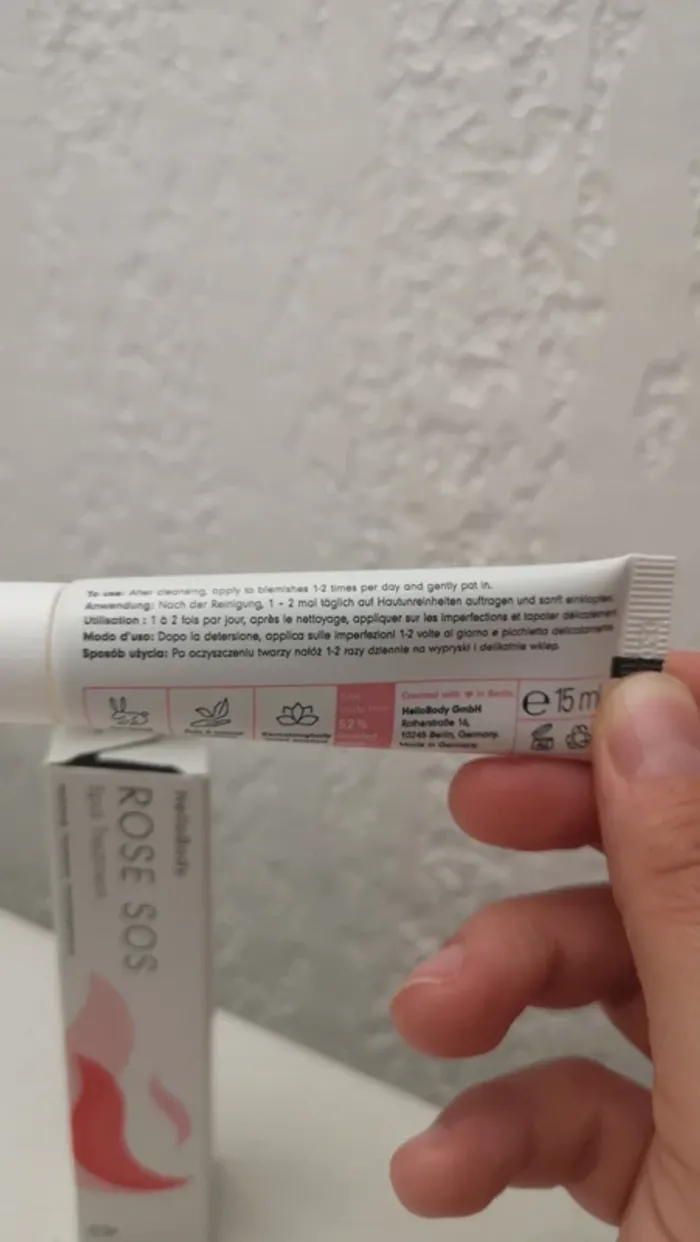 To use: After cleansing, apply to blemishes 1-2 times per day and gently pat in.
Anwendung: Nach der Reinigung, 1 - 2 mal täglich auf Hautunreinheiten auftragen und sanft einklopfen.
Utilisation : 1 à 2 fois par jour, après le nettoyage, appliquer sur les imperfections et tapoter délicatement
Modo d'uso: Dopo la detersione, applica sulle imperfezioni 1-2 volte al giorno e picchietta delicatamente
Sposób użycia: Po oczyszczeniu twarzy nałóż 1-2 razy dziennie na wypryski i delikatnie wklep.
52%
Created with ♥ in Berlin.
HelloBody GmbH
Rotherstraße 16,
10245 Berlin, Germany.
Made in Germany
e 15 ml
HelloBody
ROSE SOS
Spot Treatment